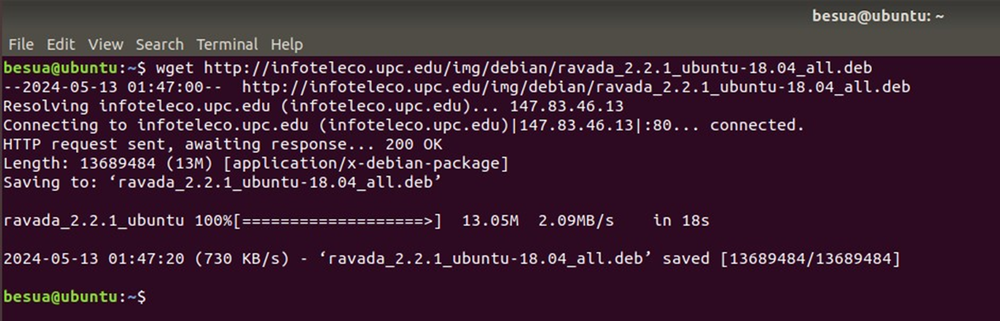 besua@ubuntu: ~
File Edit View Search Terminal Help
besua@ubuntu:~$ wget http://infoteleco.upc.edu/img/debian/ravada_2.2.1_ubuntu-18.04_all.deb
--2024-05-13 01:47:00--  http://infoteleco.upc.edu/img/debian/ravada_2.2.1_ubuntu-18.04_all.deb
Resolving infoteleco.upc.edu (infoteleco.upc.edu)... 147.83.46.13
Connecting to infoteleco.upc.edu (infoteleco.upc.edu)|147.83.46.13|:80... connected.
HTTP request sent, awaiting response... 200 OK
Length: 13689484 (13M) [application/x-debian-package]
Saving to: ‘ravada_2.2.1_ubuntu-18.04_all.deb’
ravada_2.2.1_ubuntu 100%[===================>]  13.05M  2.09MB/s    in 18s
2024-05-13 01:47:20 (730 KB/s) - ‘ravada_2.2.1_ubuntu-18.04_all.deb’ saved [13689484/13689484]
besua@ubuntu:~$